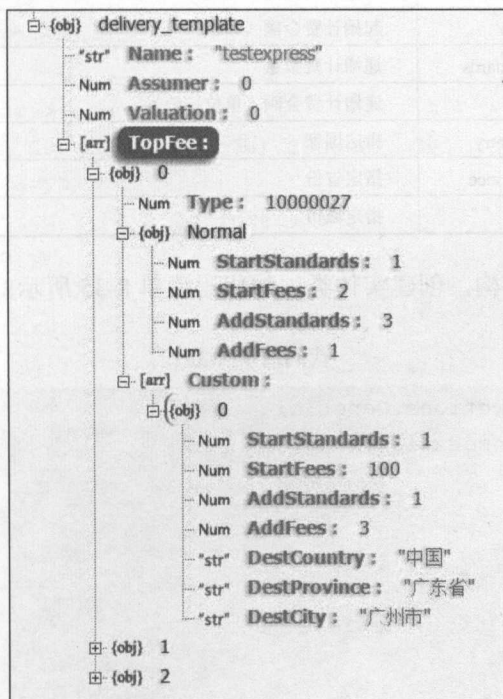 {obj} delivery_template
"str" Name : "testexpress"
Num Assumer : 0
Num Valuation : 0
[arr] TopFee :
{obj} 0
Num Type : 10000027
{obj} Normal
Num StartStandards : 1
Num StartFees : 2
Num AddStandards : 3
Num AddFees : 1
[arr] Custom :
{obj} 0
Num StartStandards : 1
Num StartFees : 100
Num AddStandards : 1
Num AddFees : 3
"str" DestCountry : "中国"
"str" DestProvince : "广东省"
"str" DestCity : "广州市"
{obj} 1
{obj} 2